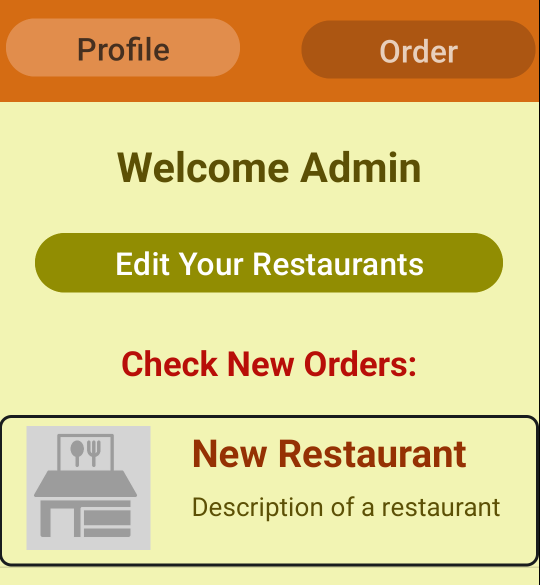 Profile
Order
Welcome Admin
Edit Your Restaurants
Check New Orders:
New Restaurant
Description of a restaurant